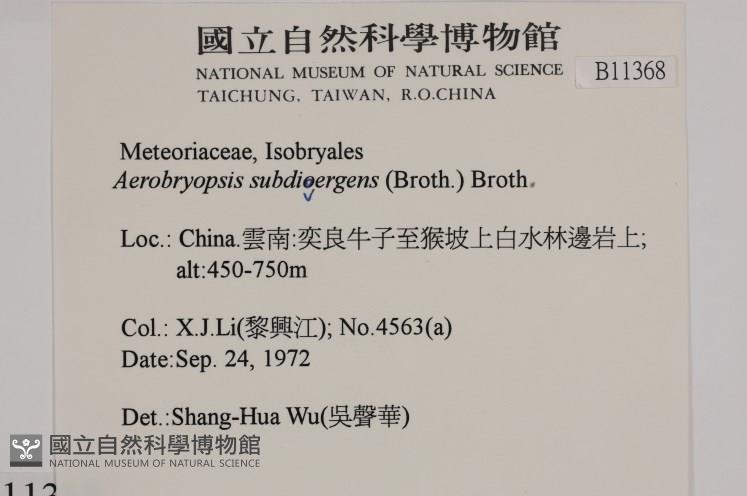 國立自然科學博物館
NATIONAL MUSEUM OF NATURAL SCIENCE
B11368
TAICHUNG, TAIWAN, R.O.CHINA
Meteoriaceae, Isobryales
Aerobryopsis subdioergens (Broth.) Broth.
v
Loc.: China.雲南:奕良牛子至猴坡上白水林邊岩上;
alt:450-750m
Col.: X.J.Li(黎興江); No.4563(a)
Date:Sep. 24, 1972
Det.:Shang-Hua Wu(吳聲華)
國立自然科學博物館
NATIONAL MUSEUM OF NATURAL SCIENCE